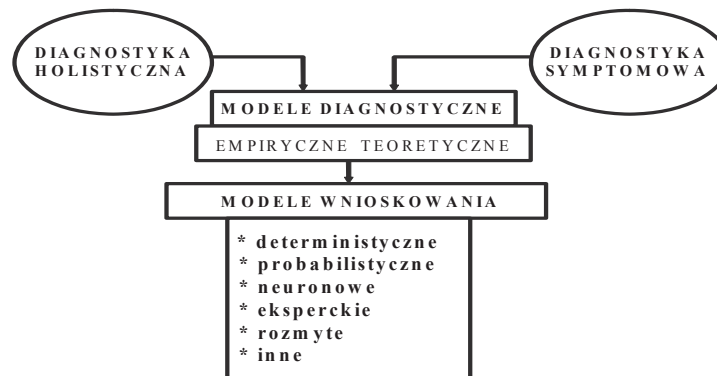 DIAGNOSTYKA
HOLISTYCZNA
DIAGNOSTYKA
SYMPTOMOWA
MODELE DIAGNOSTYCZNE
EMPIRYCZNE TEORETYCZNE
MODELE WNIOSKOWANIA
* deterministyczne
* probabilistyczne
* neuronowe
* eksperckie
* rozmyte
* inne